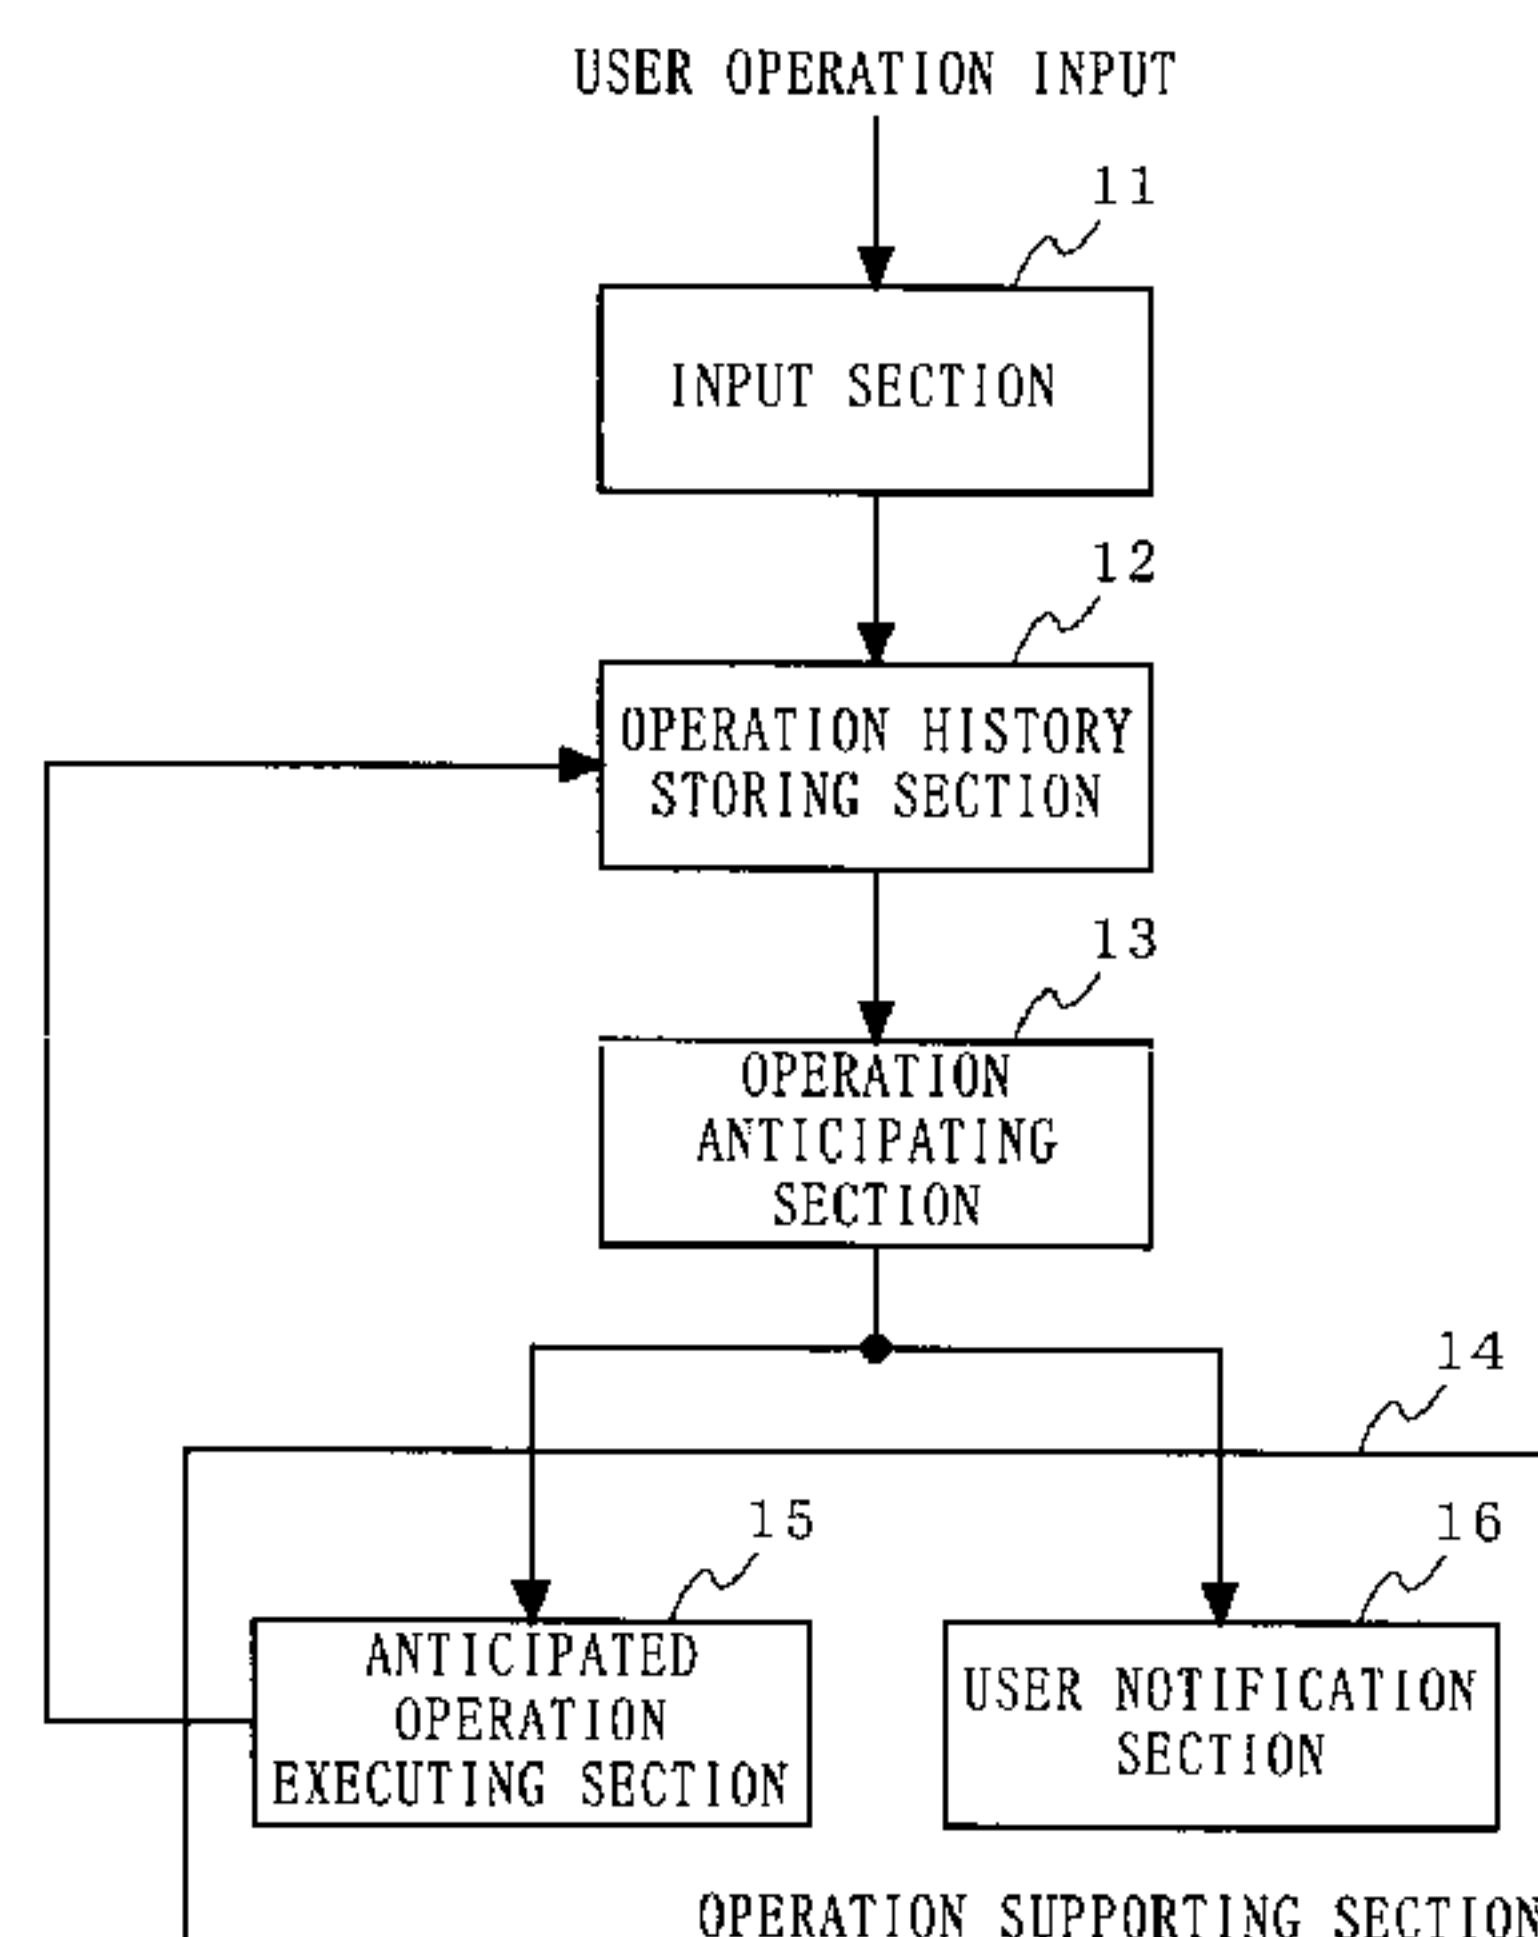 USER OPERATION INPUT
11
INPUT SECTION
12
OPERATION HISTORY
STORING SECTION
13
OPERATION
ANTICIPATING
SECTION
14
15
16
ANTICIPATED
OPERATION
EXECUTING SECTION
USER NOTIFICATION
SECTION
OPERATION SUPPORTING SECTION